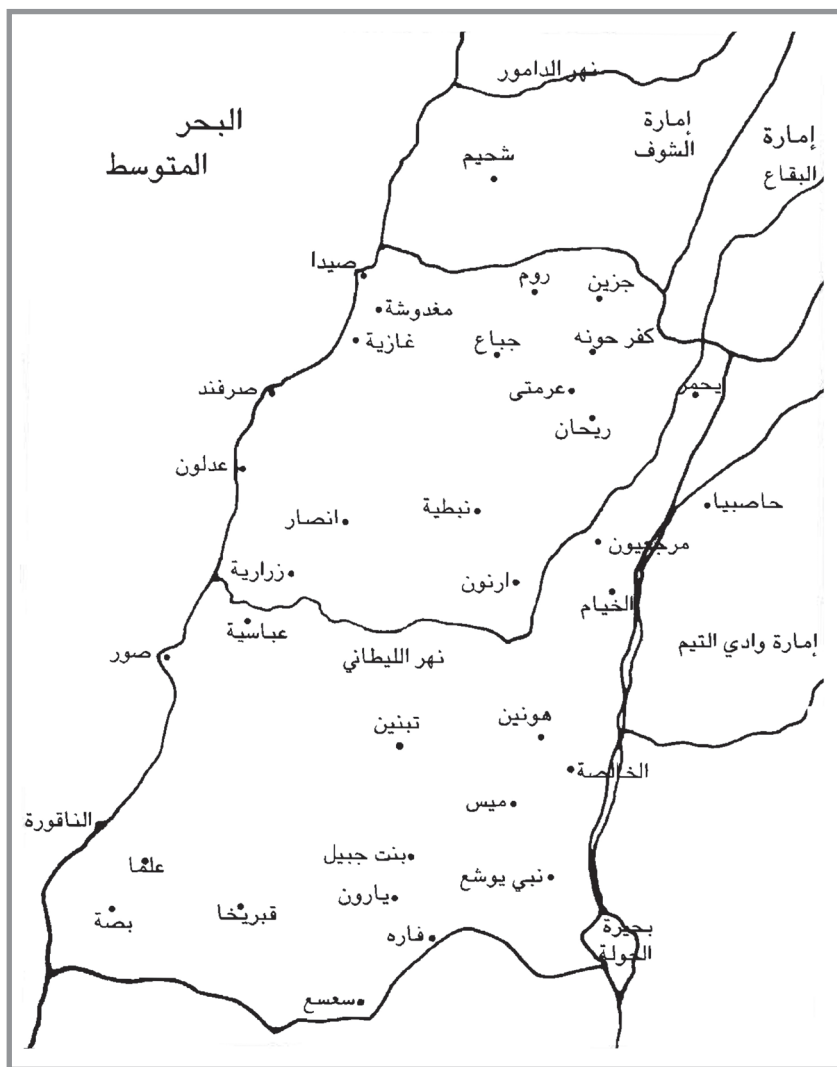 نهر الدامور
البحر
المتوسط
إمارة
الشوف
إمارة
البقاع
شحيم
صيدا
روم
جزين
مغدوشة
غازية
جباع
كفر حونه
صرفند
عرمتى
يحمر
ريحان
عدلون
انصار
نبطية
حاصبيا
مرجعيون
زرارية
ارنون
الخيام
عباسية
صور
نهر الليطاني
إمارة وادي التيم
تبنين
هونين
الخالصة
ميس
الناقورة
علما
بنت جبيل
نبي يوشع
يارون
قبريخا
بصة
فاره
بحيرة
الحولة
سعسع